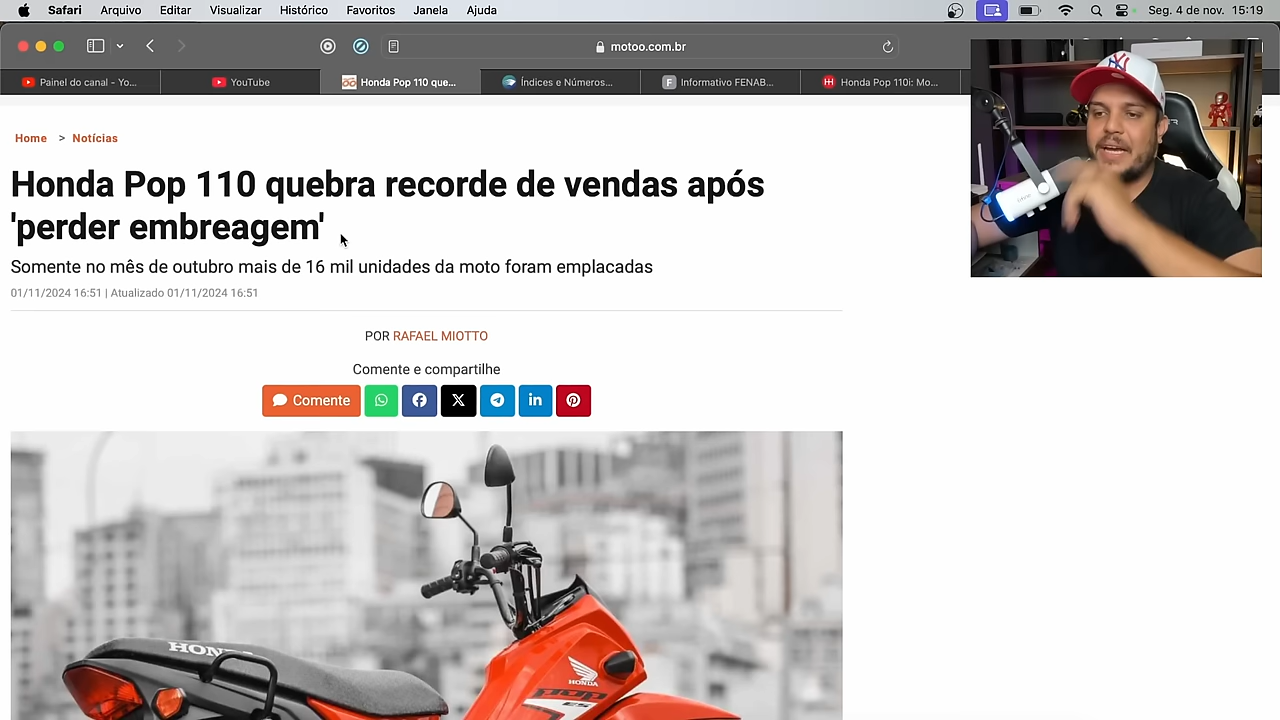 Safari Arquivo Editar Visualizar Histórico Favoritos Janela Ajuda Seg. 4 de nov. 15:19
motoo.com.br
Painel do canal - Yo... YouTube Honda Pop 110 que... Índices e Números... Informativo FENAB... Honda Pop 110i: Mo...
Home > Notícias
Honda Pop 110 quebra recorde de vendas após
'perder embreagem'
Somente no mês de outubro mais de 16 mil unidades da moto foram emplacadas
01/11/2024 16:51 | Atualizado 01/11/2024 16:51
POR RAFAEL MIOTTO
Comente e compartilhe
Comente
HONDA
HONDA
pop
ES